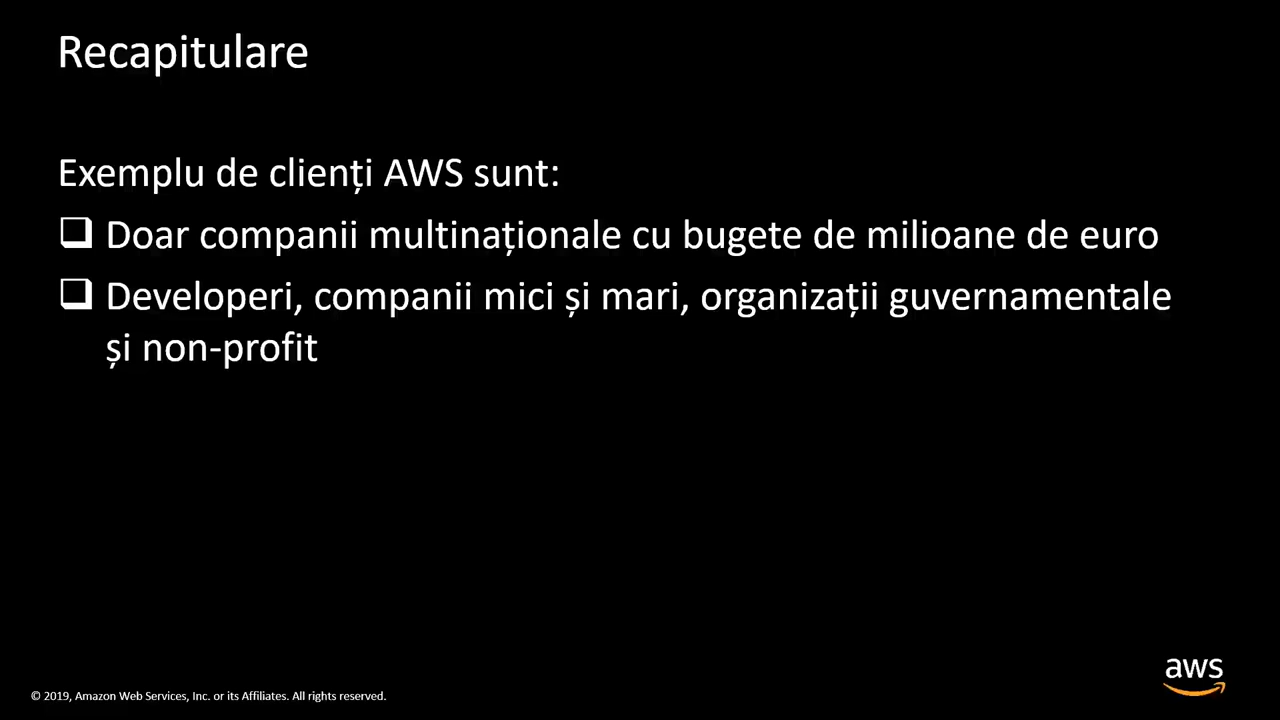 Recapitulare
Exemplu de clienți AWS sunt:
❑ Doar companii multinaționale cu bugete de milioane de euro
❑ Developeri, companii mici și mari, organizații guvernamentale
și non-profit
aws
© 2019, Amazon Web Services, Inc. or its Affiliates. All rights reserved.